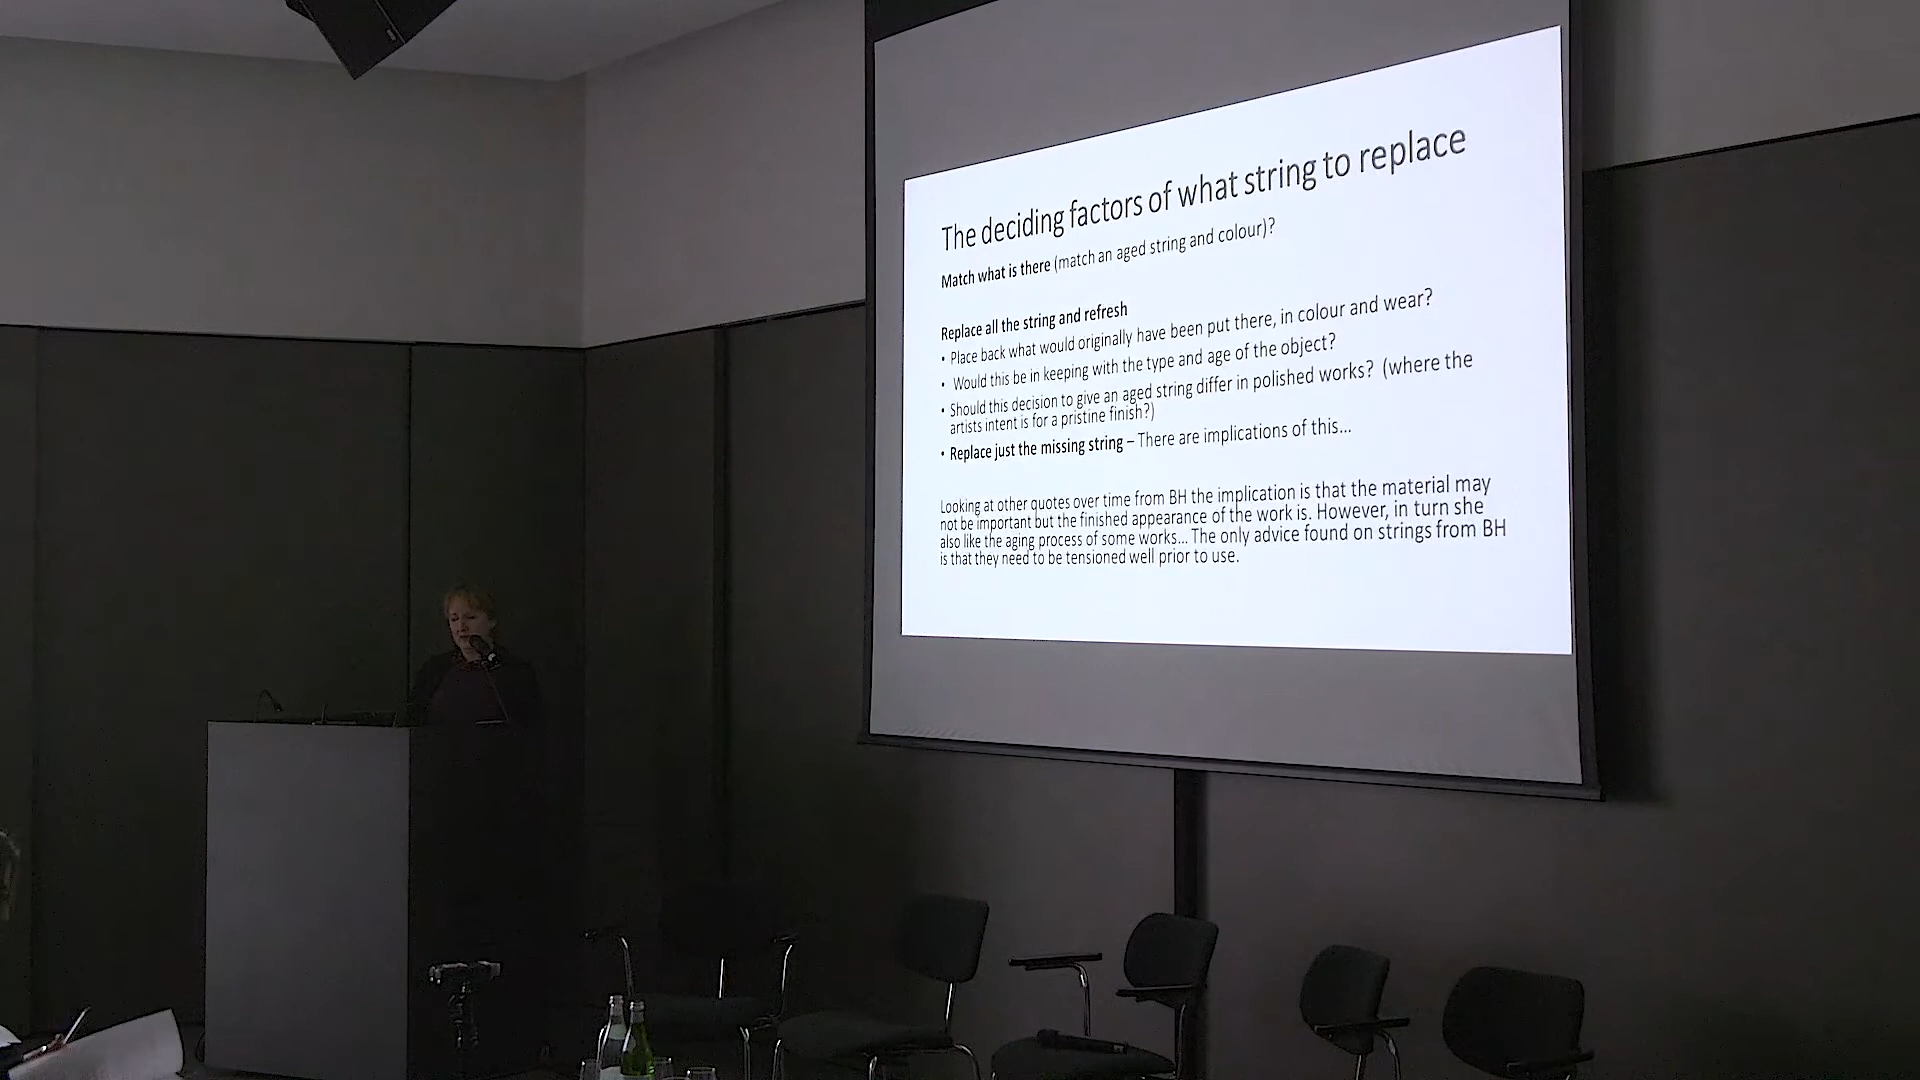 The deciding factors of what string to replace
Match what is there (match an aged string and colour)?
Replace all the string and refresh
• Place back what would originally have been put there, in colour and wear?
• Would this be in keeping with the type and age of the object?
• Should this decision to give an aged string differ in polished works? (where the
artists intent is for a pristine finish?)
• Replace just the missing string – There are implications of this...
Looking at other quotes over time from BH the implication is that the material may
not be important but the finished appearance of the work is. However, in turn she
also like the aging process of some works... The only advice found on strings from BH
is that they need to be tensioned well prior to use.